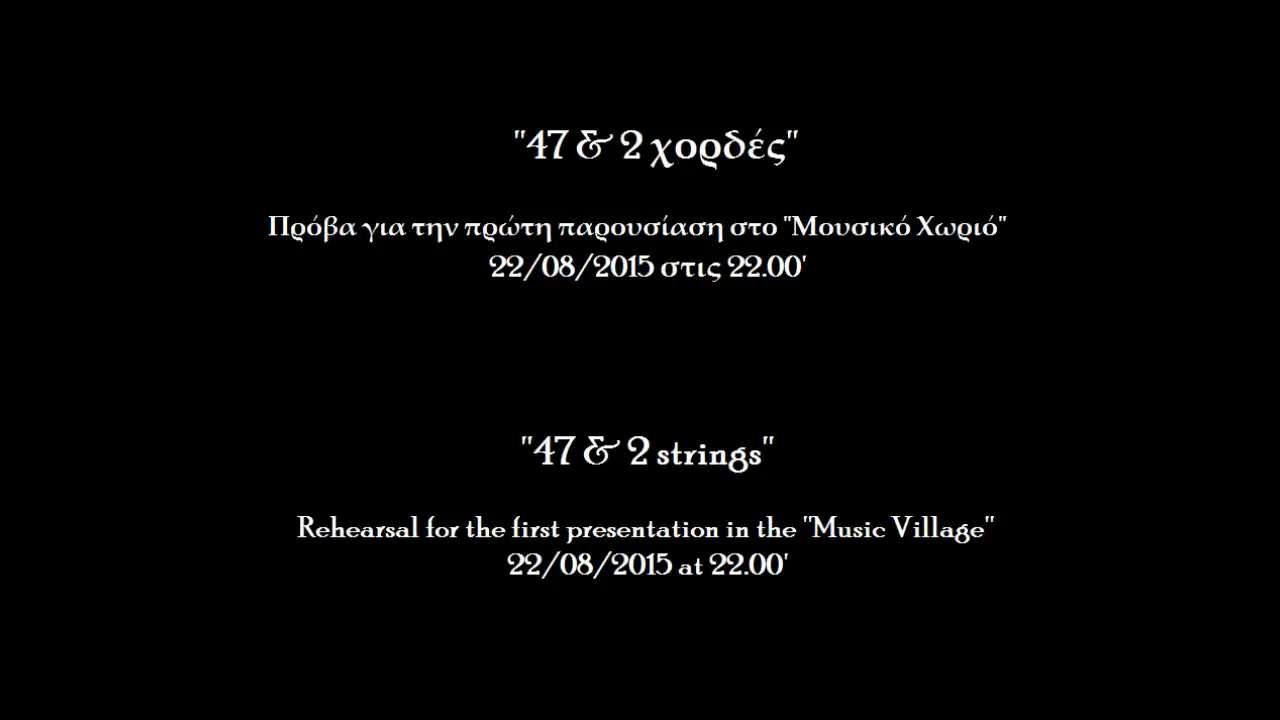 "47 & 2 χορδές"
Πρόβα για την πρώτη παρουσίαση στο "Μουσικό Χωριό"
22/08/2015 στις 22.00'
"47 & 2 strings"
Rehearsal for the first presentation in the "Music Village"
22/08/2015 at 22.00'